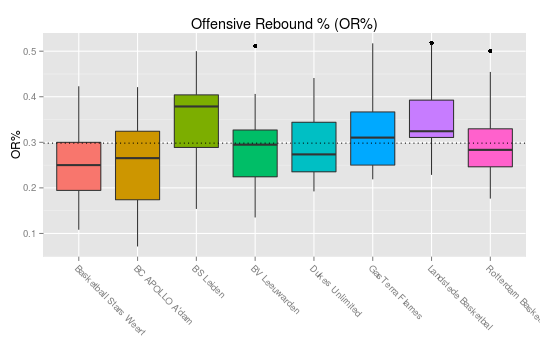 Offensive Rebound % (OR%)
OR%
0.5
0.4
0.3
0.2
0.1
Basketball Stars Weert
BC APOLLO A'dam
BS Leiden
BV Leeuwarden
Dukes Unlimited
GasTerra Flames
Landstede Basketbal
Rotterdam Baske